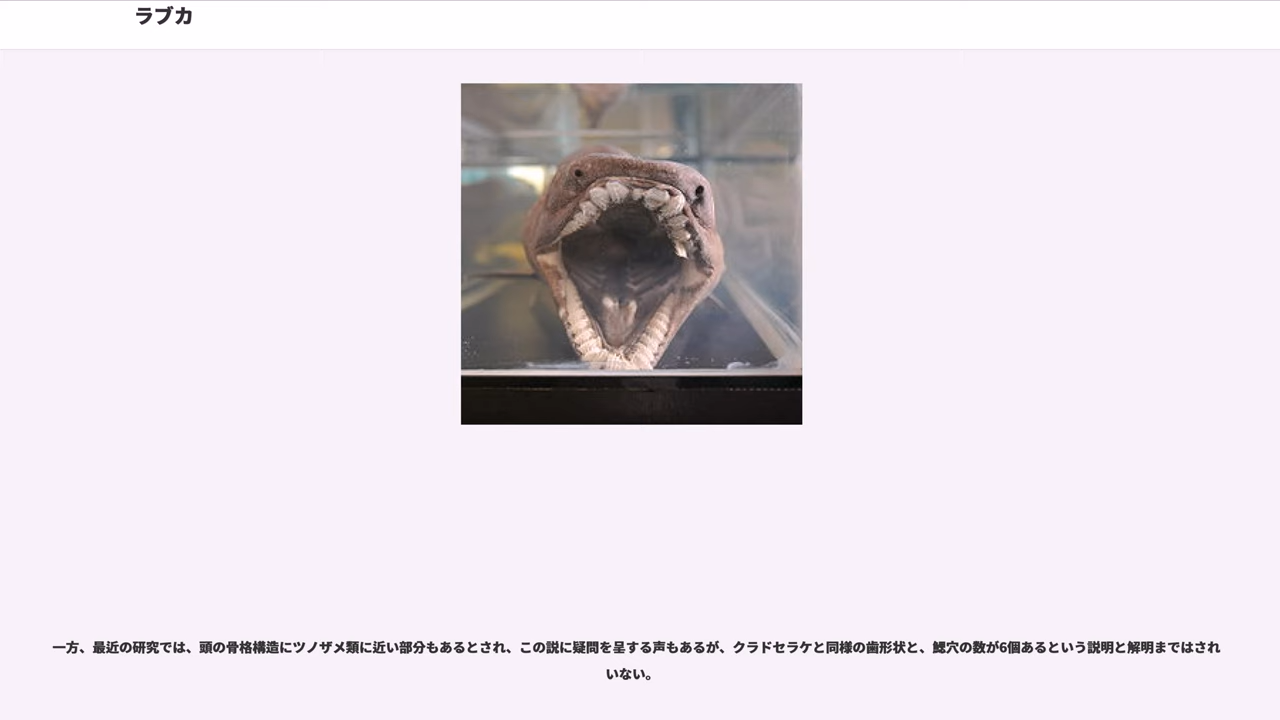 ラブカ
一方、最近の研究では、頭の骨格構造にツノザメ類に近い部分もあるとされ、この説に疑問を呈する声もあるが、クラドセラケと同様の歯形状と、鰓穴の数が6個あるという説明と解明まではされ
いない。